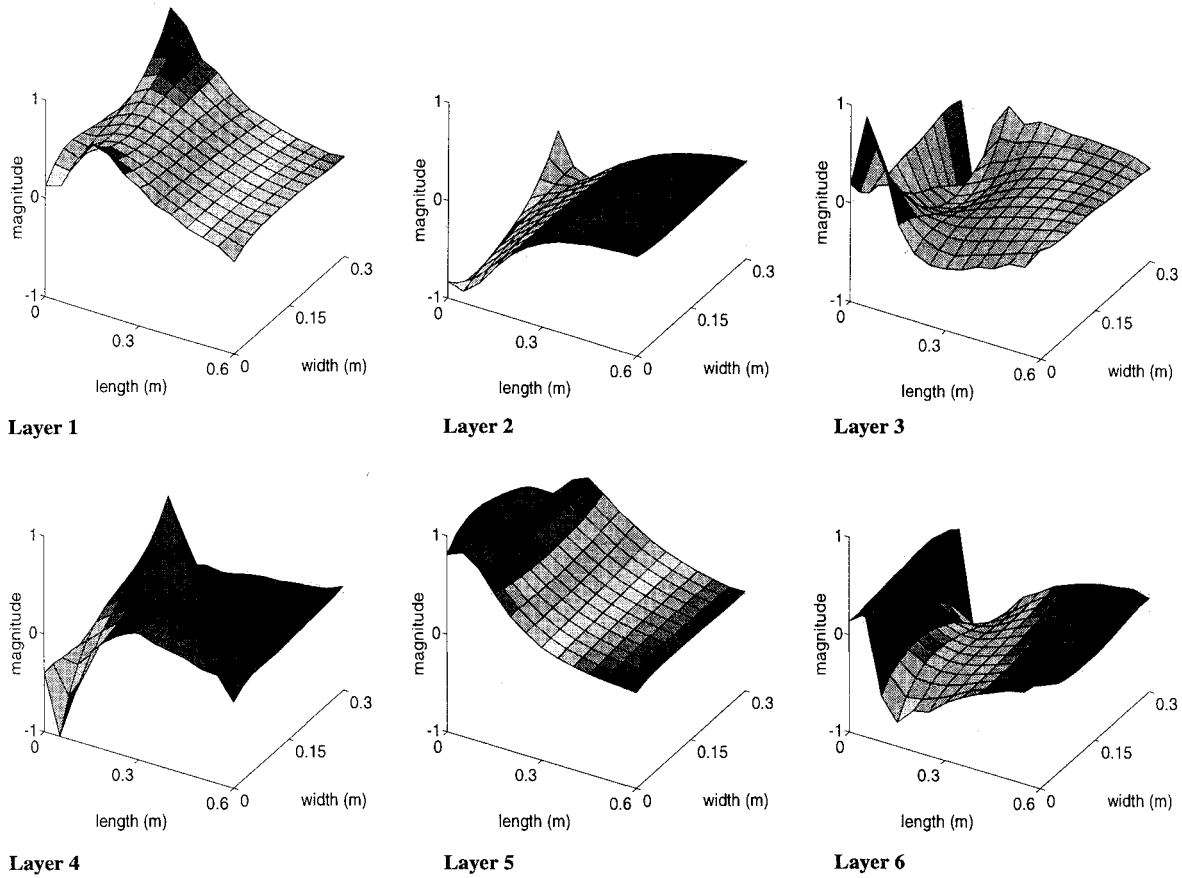 1
0
-1
magnitude
0
0.3
0.6
length (m)
0
0.15
0.3
width (m)
Layer 1
1
0
-1
magnitude
0
0.3
0.6
length (m)
0
0.15
0.3
width (m)
Layer 2
1
0
-1
magnitude
0
0.3
0.6
length (m)
0
0.15
0.3
width (m)
Layer 3
1
0
-1
magnitude
0
0.3
0.6
length (m)
0
0.15
0.3
width (m)
Layer 4
1
0
-1
magnitude
0
0.3
0.6
length (m)
0
0.15
0.3
width (m)
Layer 5
1
0
-1
magnitude
0
0.3
0.6
length (m)
0
0.15
0.3
width (m)
Layer 6